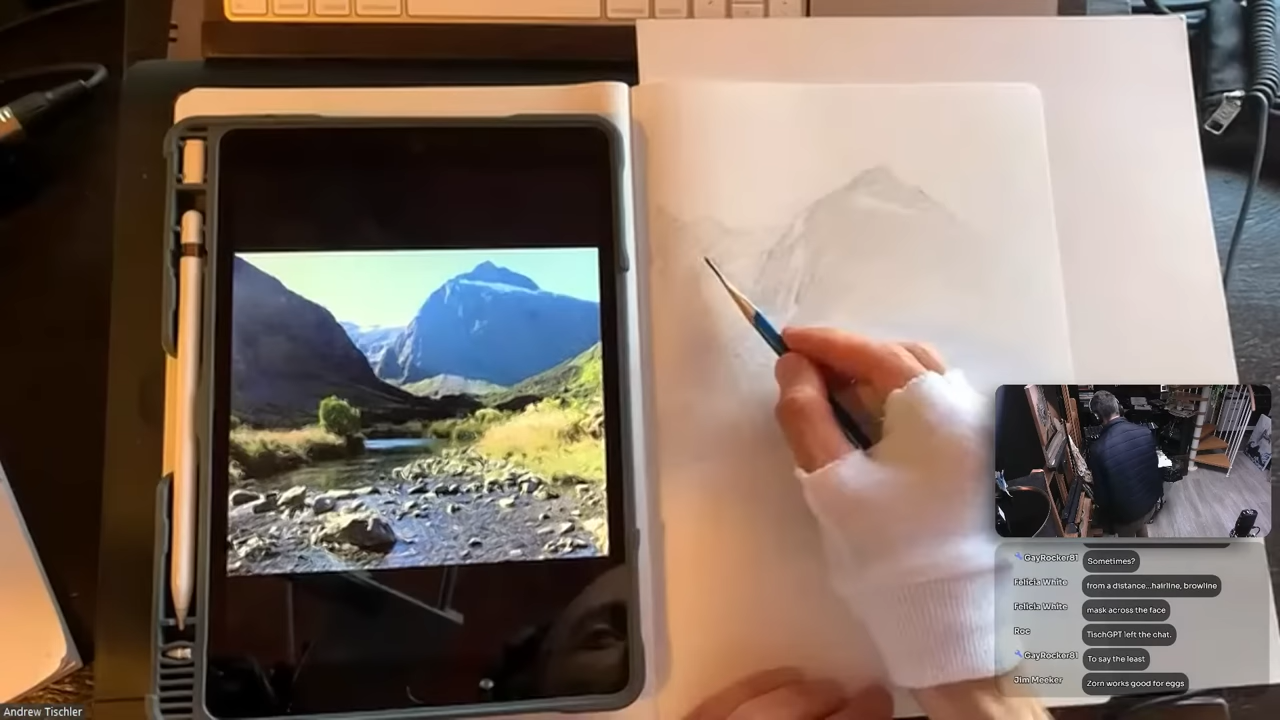 GayRocker81 Sometimes?
Felicia White from a distance...hairline, browline
Felicia White mask across the face
Roc TischGPT left the chat.
GayRocker81 To say the least
Jim Meeker Zorn works good for eggs
Andrew Tischler